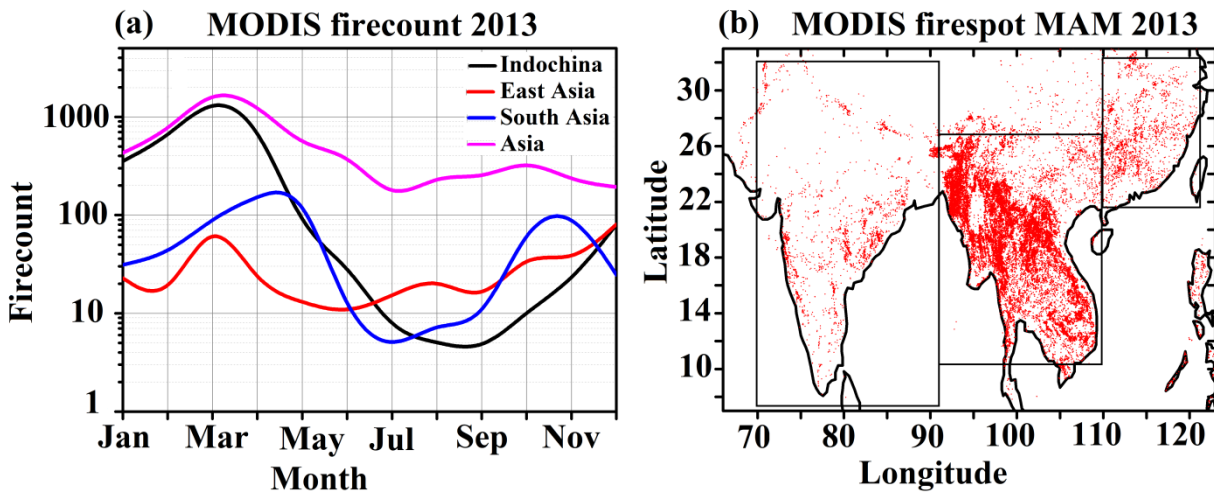 (a) MODIS firecount 2013
Firecount
1000
100
10
1
Indochina
East Asia
South Asia
Asia
Jan Mar May Jul Sep Nov
Month
(b) MODIS firespot MAM 2013
Latitude
30
26
22
18
14
10
70 80 90 100 110 120
Longitude